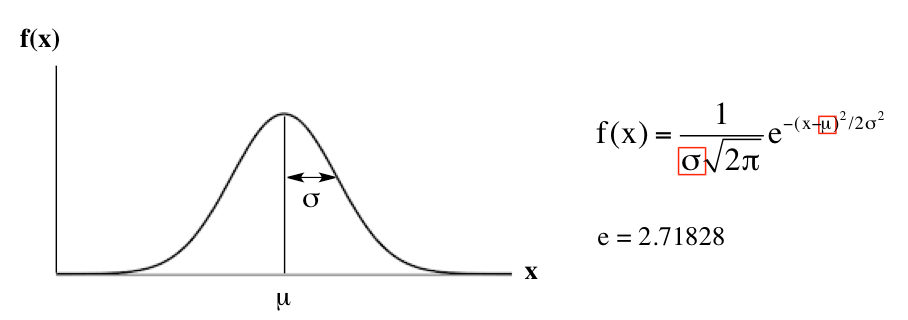 f(x)
σ
x
μ
f(x) = 1/σ√2π e^−(x−μ)²/2σ²
e = 2.71828